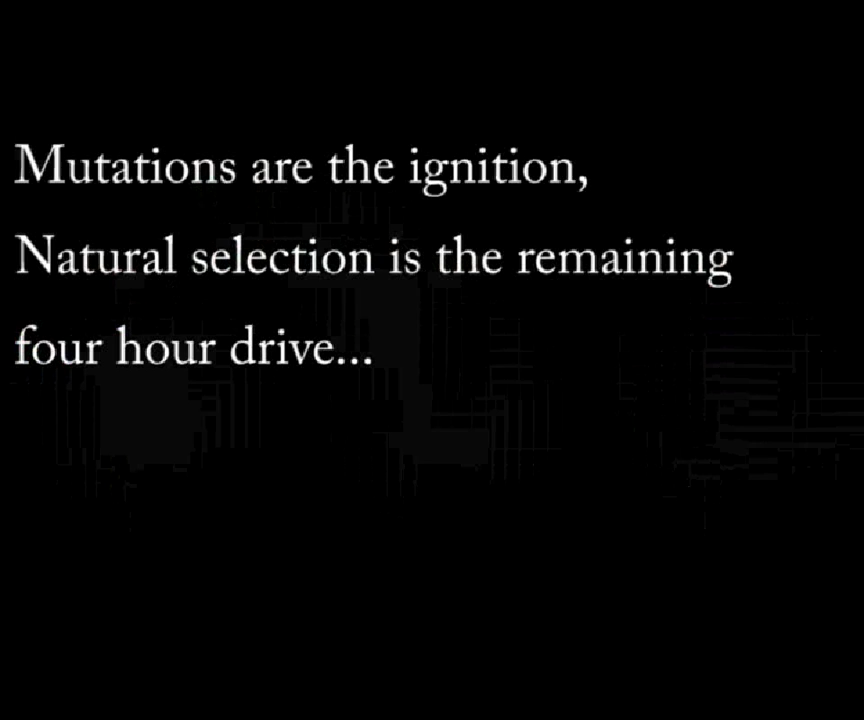 Mutations are the ignition,
Natural selection is the remaining
four hour drive...